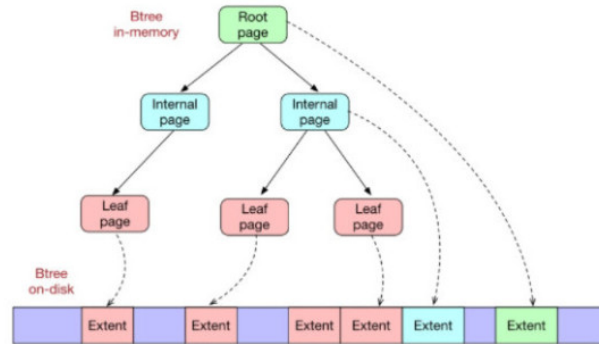 Btree
in-memory
Root
page
Internal
page
Internal
page
Leaf
page
Leaf
page
Leaf
page
Btree
on-disk
Extent
Extent
Extent
Extent
Extent
Extent